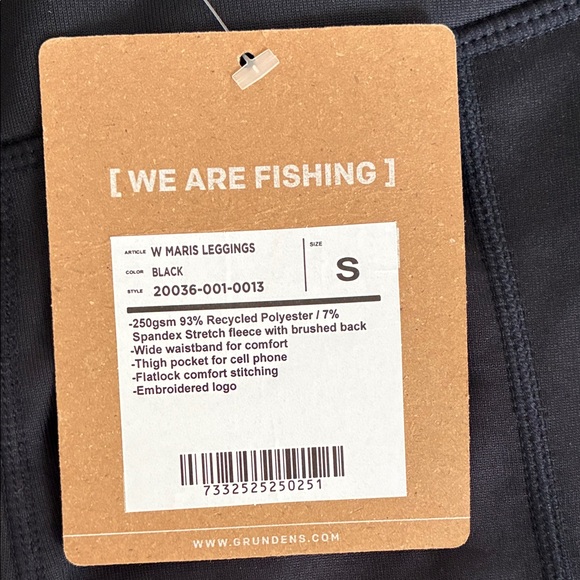 [ WE ARE FISHING ]
ARTICLE W MARIS LEGGINGS
COLOR BLACK
STYLE 20036-001-0013
SIZE
S
-250gsm 93% Recycled Polyester / 7%
Spandex Stretch fleece with brushed back
-Wide waistband for comfort
-Thigh pocket for cell phone
-Flatlock comfort stitching
-Embroidered logo
7332525250251
WWW.GRUNDENS.COM